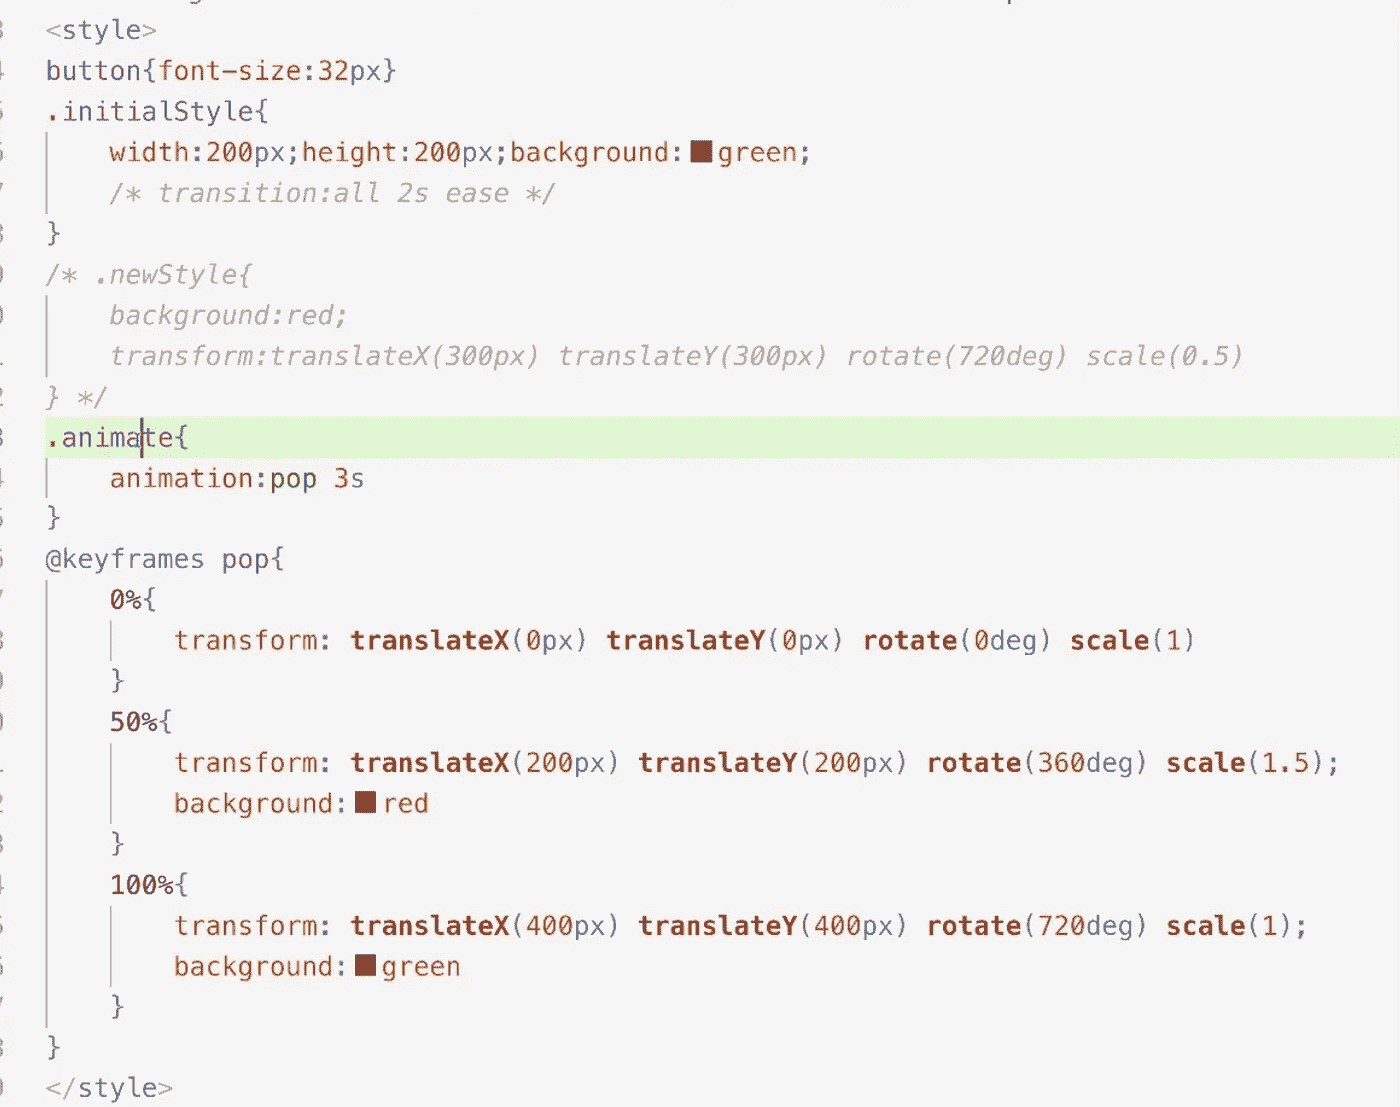 <style>
button{font-size:32px}
.initialStyle{
width:200px;height:200px;background:green;
/* transition:all 2s ease */
}
/* .newStyle{
background:red;
transform:translateX(300px) translateY(300px) rotate(720deg) scale(0.5)
} */
.animate{
animation:pop 3s
}
@keyframes pop{
0%{
transform: translateX(0px) translateY(0px) rotate(0deg) scale(1)
}
50%{
transform: translateX(200px) translateY(200px) rotate(360deg) scale(1.5);
background:red
}
100%{
transform: translateX(400px) translateY(400px) rotate(720deg) scale(1);
background:green
}
}
</style>